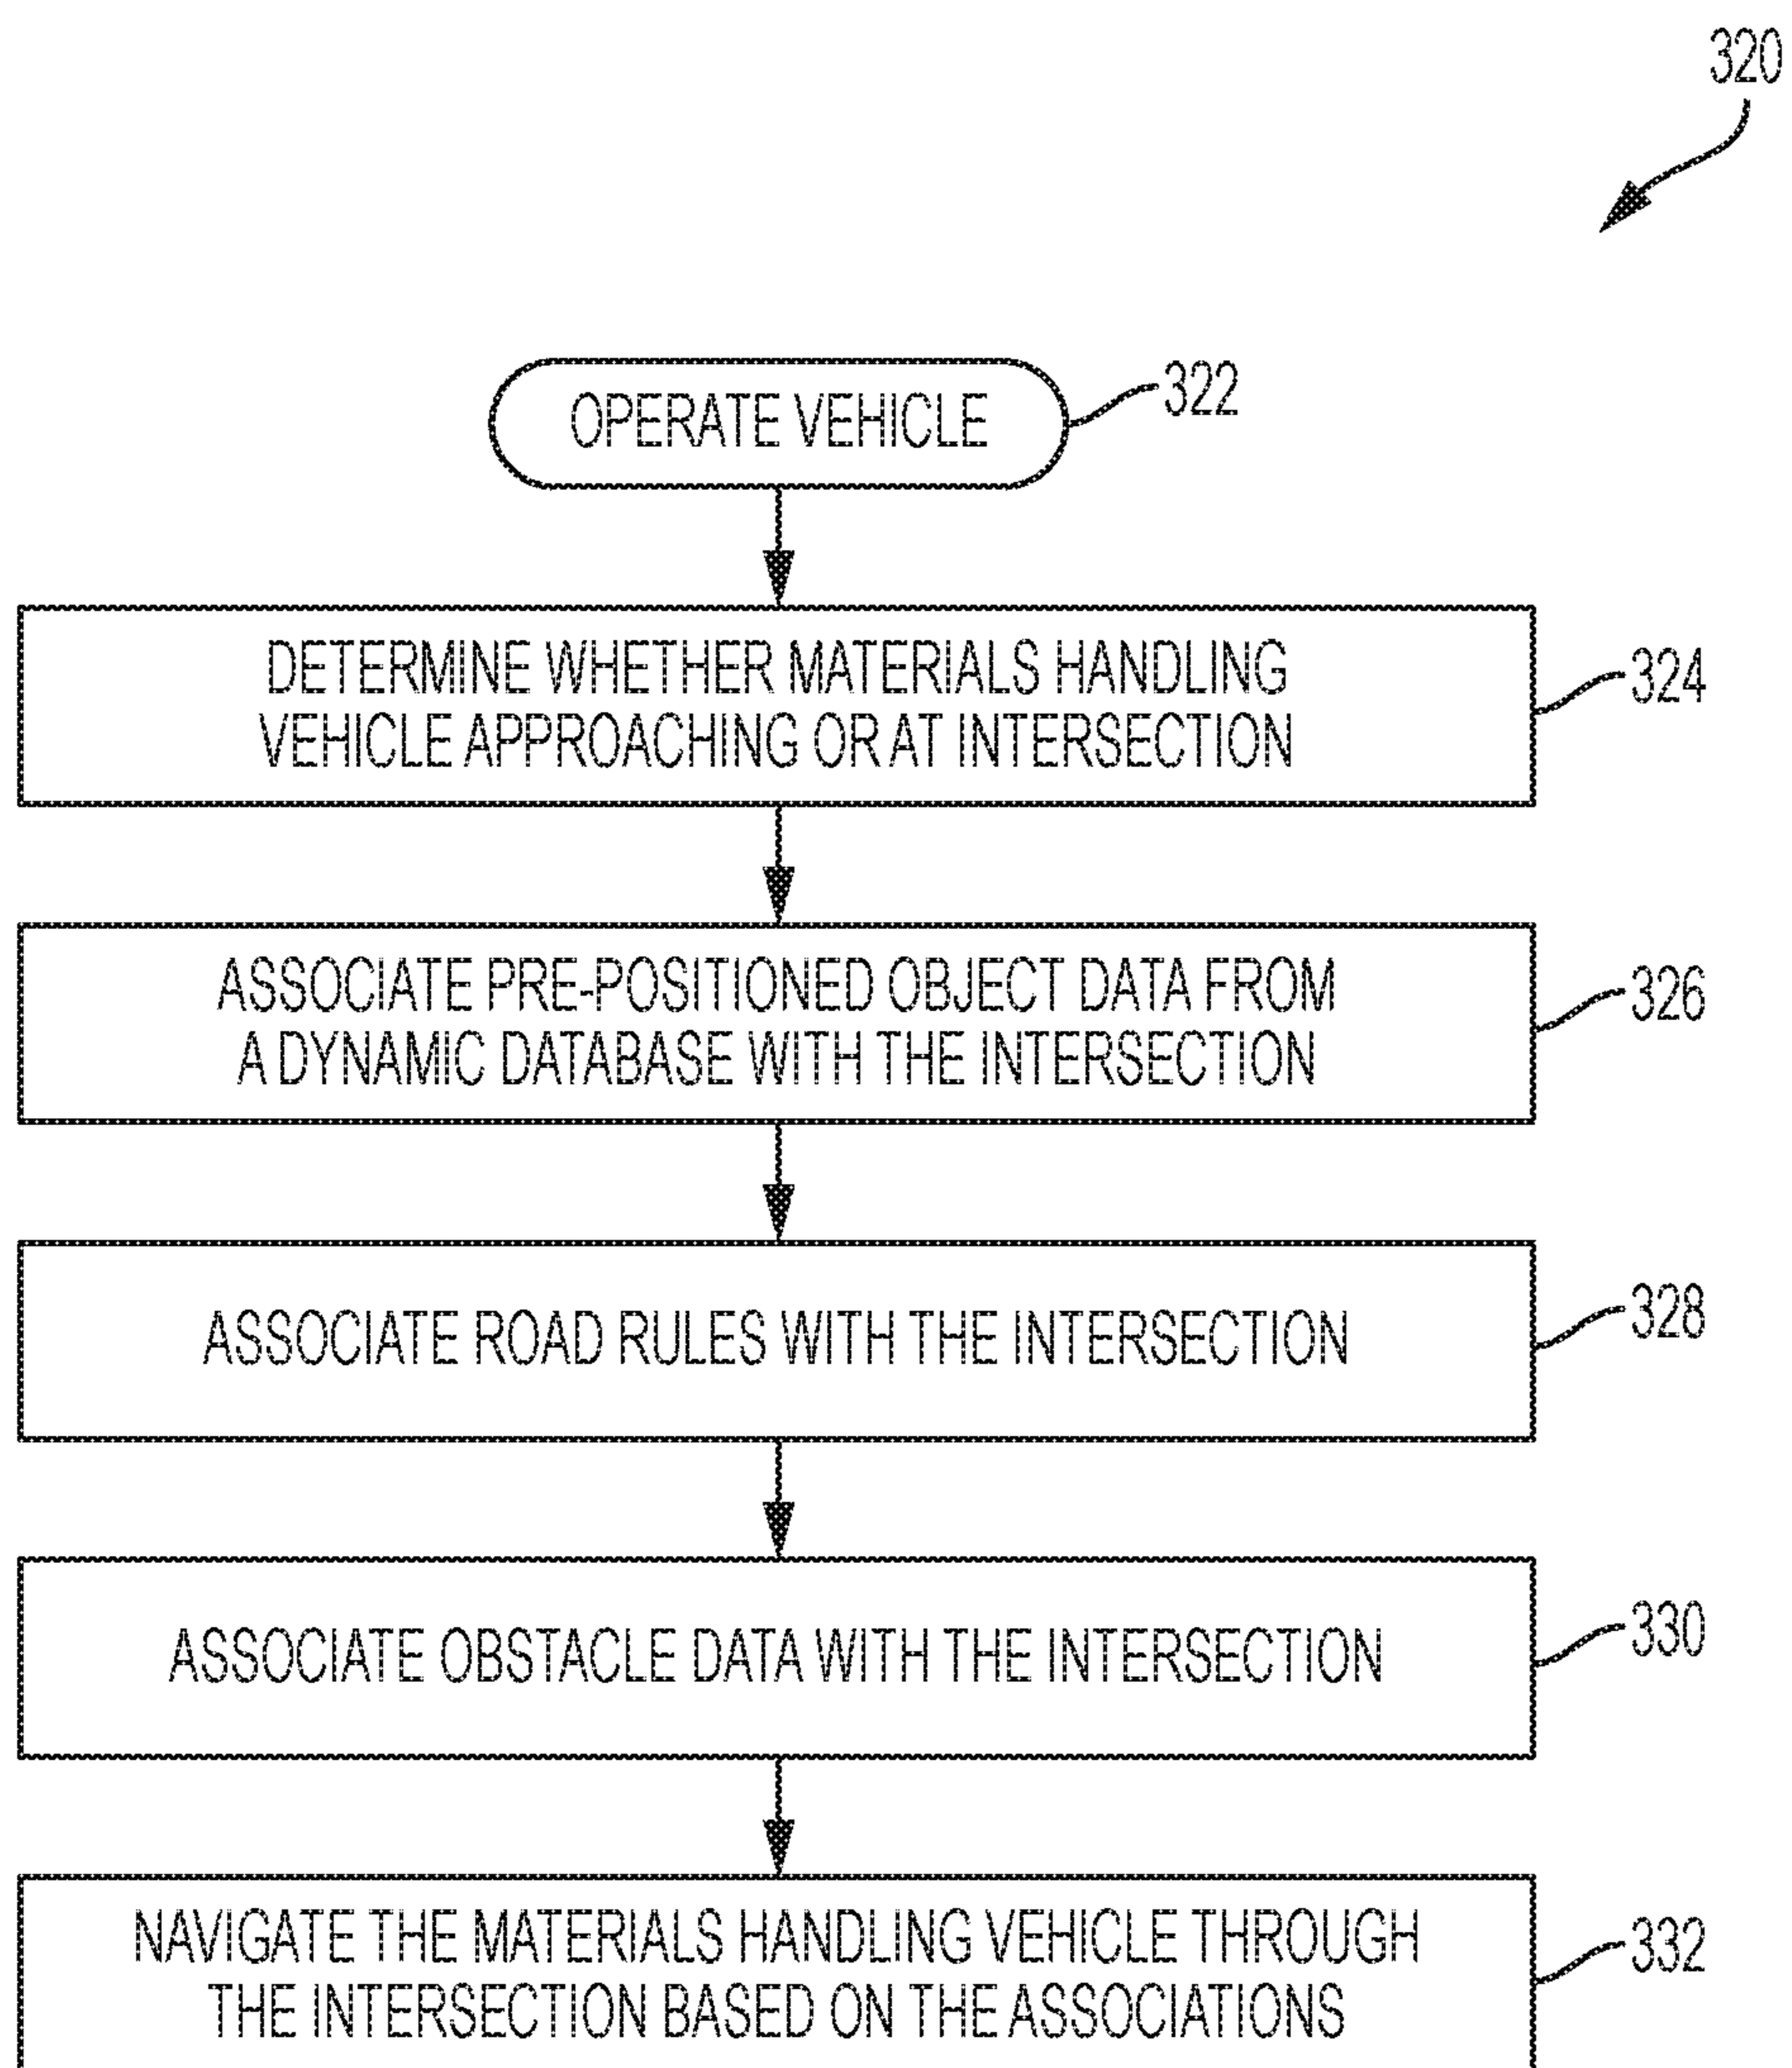 320
OPERATE VEHICLE
322
DETERMINE WHETHER MATERIALS HANDLING
VEHICLE APPROACHING OR AT INTERSECTION
324
ASSOCIATE PRE-POSITIONED OBJECT DATA FROM
A DYNAMIC DATABASE WITH THE INTERSECTION
326
ASSOCIATE ROAD RULES WITH THE INTERSECTION
328
ASSOCIATE OBSTACLE DATA WITH THE INTERSECTION
330
NAVIGATE THE MATERIALS HANDLING VEHICLE THROUGH
THE INTERSECTION BASED ON THE ASSOCIATIONS
332